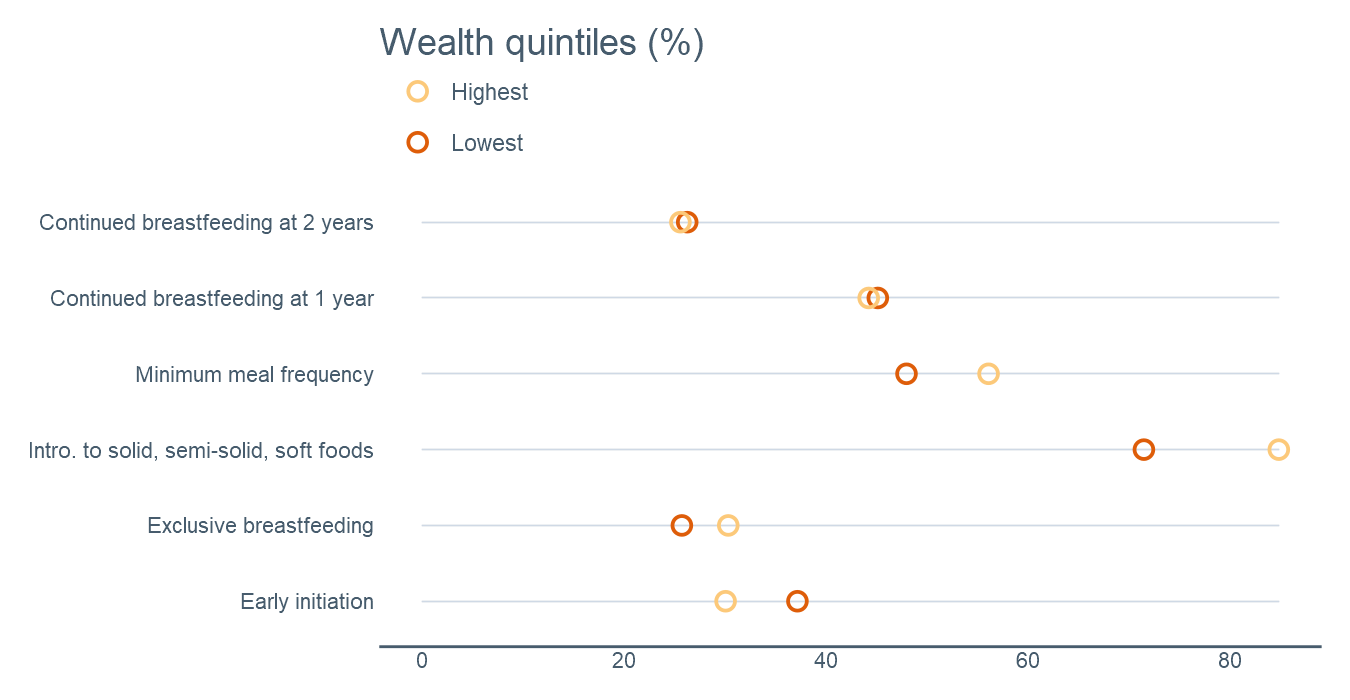 Wealth quintiles (%)
Highest
Lowest
Continued breastfeeding at 2 years
Continued breastfeeding at 1 year
Minimum meal frequency
Intro. to solid, semi-solid, soft foods
Exclusive breastfeeding
Early initiation
0 20 40 60 80